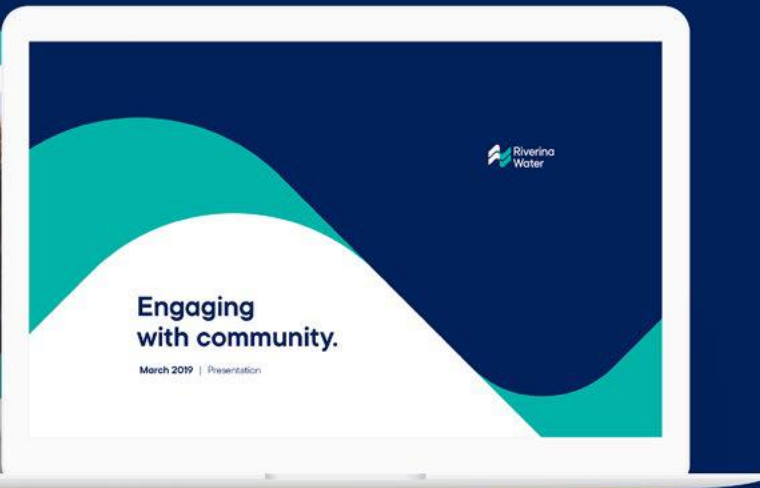 Riverina
Water
Engaging
with community.
March 2019 | Presentation